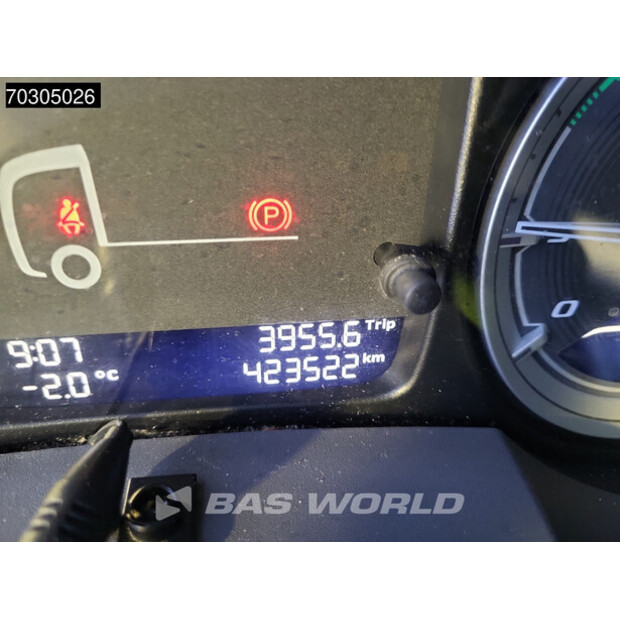 70305026
P
9:07
3955.6 Trip
-2.0 °C
423522 km
0
BAS WORLD